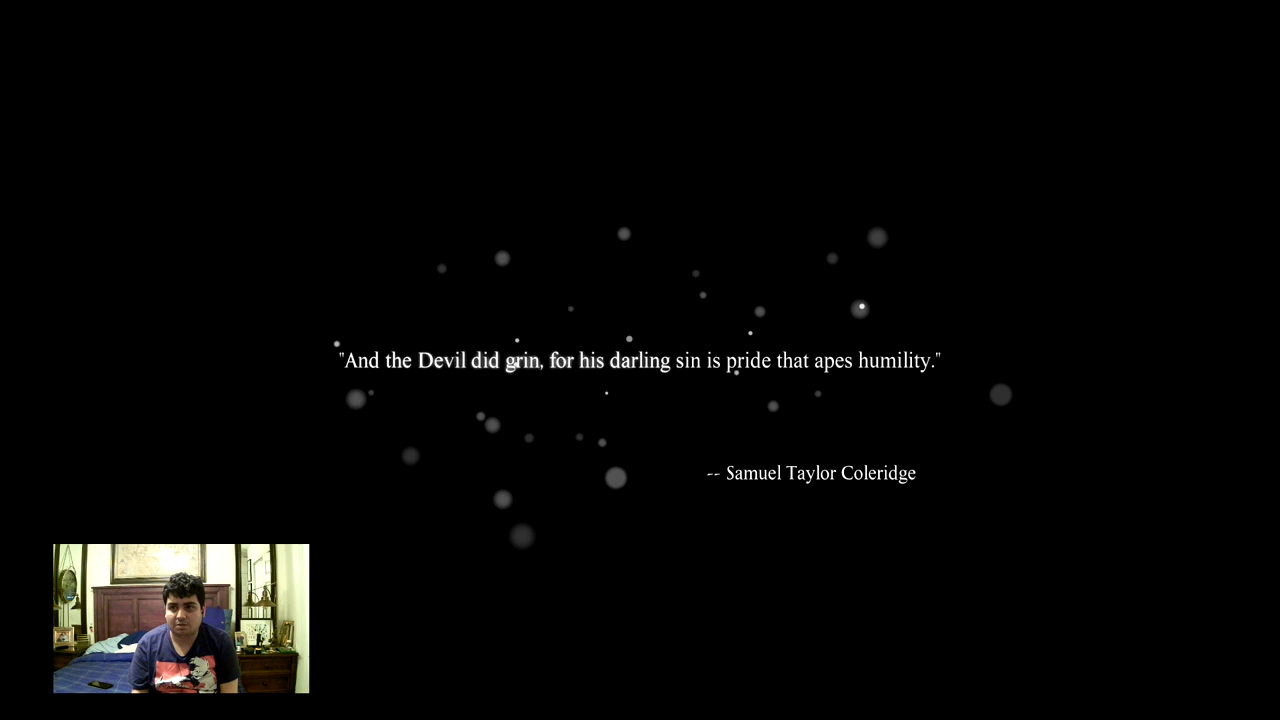 "And the Devil did grin, for his darling sin is pride that apes humility."
-- Samuel Taylor Coleridge